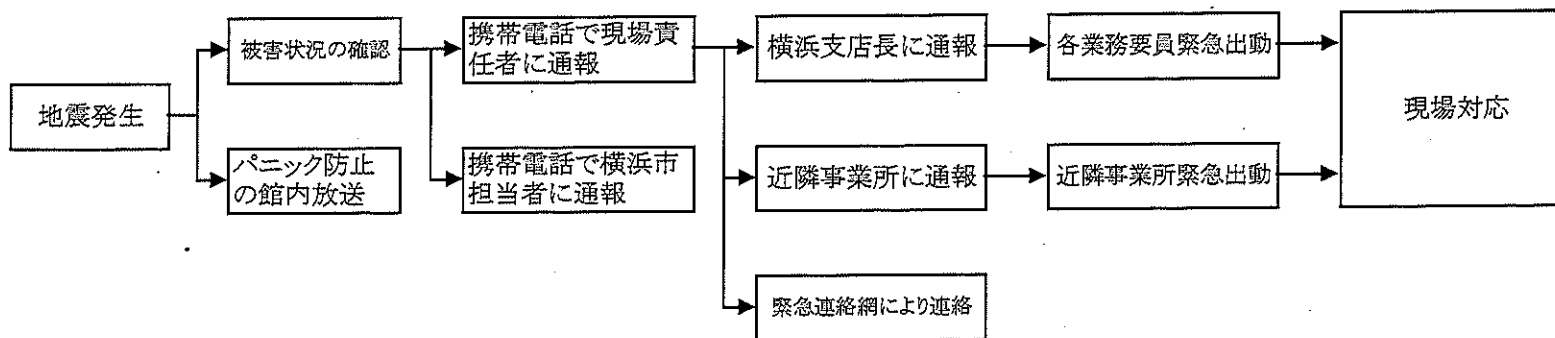 地震発生
被害状況の確認
パニック防止
の館内放送
携帯電話で現場責
任者に通報
携帯電話で横浜市
担当者に通報
横浜支店長に通報
近隣事業所に通報
緊急連絡網により連絡
各業務要員緊急出動
近隣事業所緊急出動
現場対応